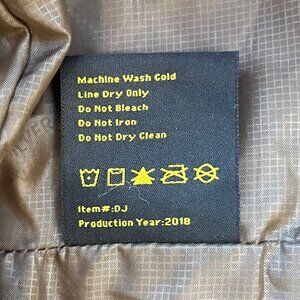 Machine Wash Cold
Line Dry Only
Do Not Bleach
Do Not Iron
Do Not Dry Clean
Item#:DJ
Production Year:2018